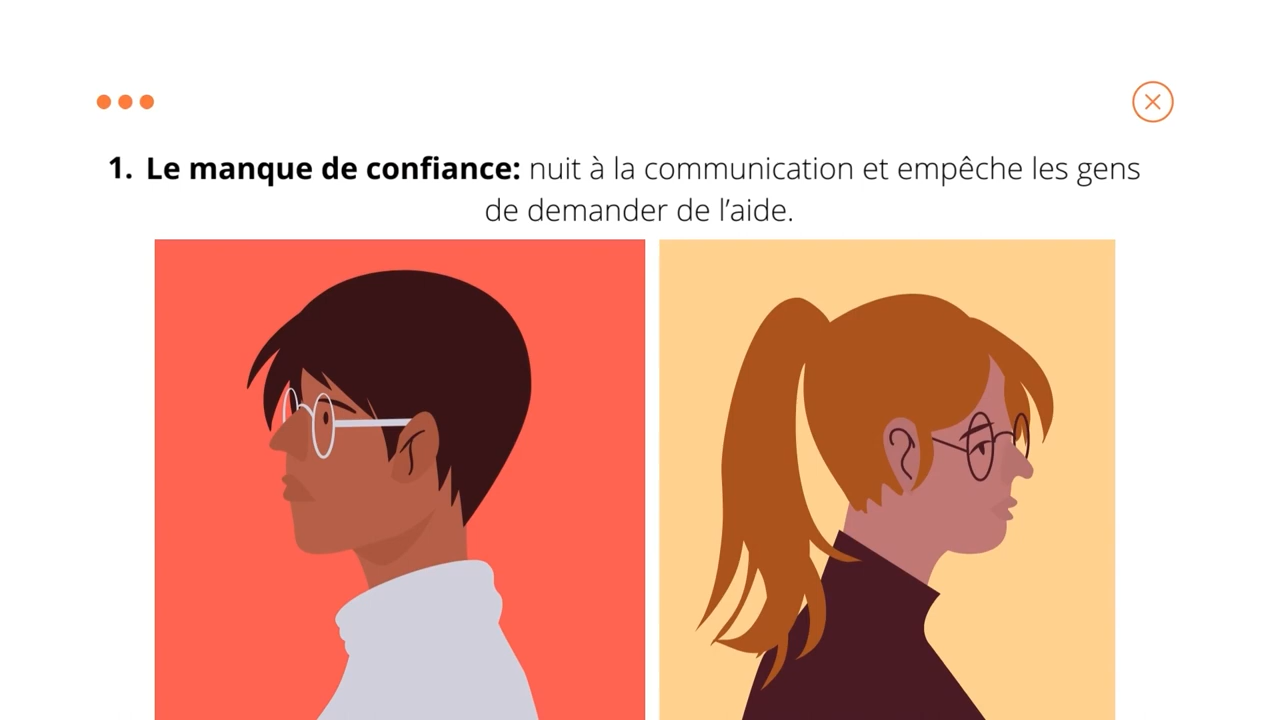 1. Le manque de confiance: nuit à la communication et empêche les gens
de demander de l’aide.